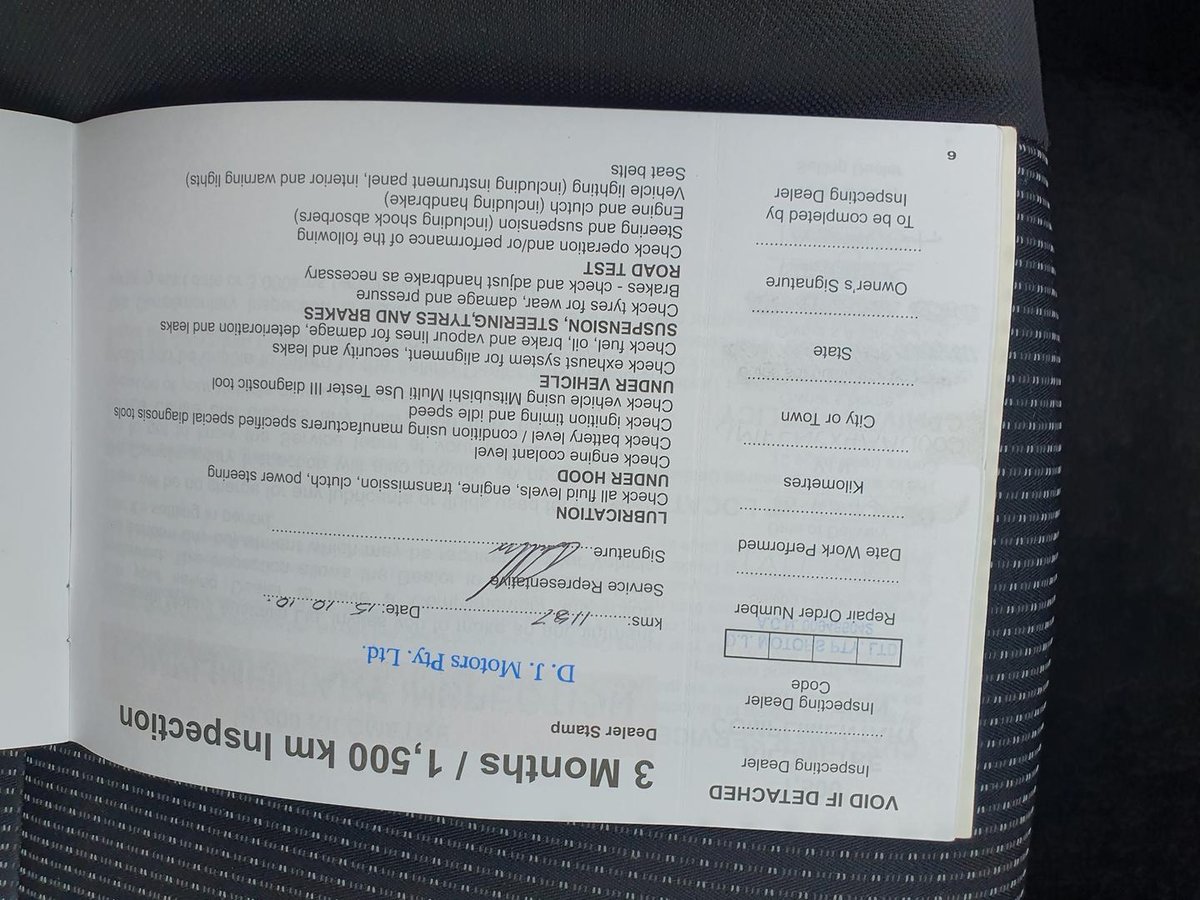 VOID IF DETACHED
Inspecting Dealer
Inspecting Dealer
Code
D.J. MOTORS PTY. LTD.
Repair Order Number
Date Work Performed
Kilometres
City or Town
State
Owner's Signature
To be completed by
Inspecting Dealer
6
3 Months / 1,500 km Inspection
Dealer Stamp
D. J. Motors Pty. Ltd.
kms: 1187 Date: 15.10.10.
Service Representative
Signature
LUBRICATION
Check all fluid levels, engine, transmission, clutch, power steering
UNDER HOOD
Check engine coolant level
Check battery level / condition using manufacturers specified special diagnosis tools
Check ignition timing and idle speed
Check vehicle using Mitsubishi Multi Use Tester III diagnostic tool
UNDER VEHICLE
Check exhaust system for alignment, security and leaks
Check fuel, oil, brake and vapour lines for damage, deterioration and leaks
SUSPENSION, STEERING,TYRES AND BRAKES
Check tyres for wear, damage and pressure
Brakes - check and adjust handbrake as necessary
ROAD TEST
Check operation and/or performance of the following
Steering and suspension (including shock absorbers)
Engine and clutch (including handbrake)
Vehicle lighting (including instrument panel, interior and warning lights)
Seat belts